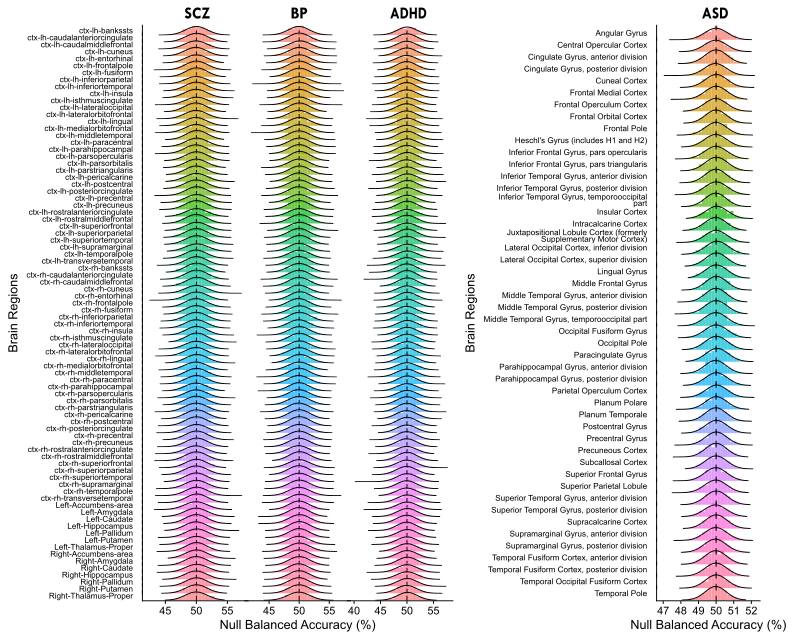 SCZ BP ADHD ASD
Brain Regions
ctx-lh-bankssts
ctx-lh-caudalanteriorcingulate
ctx-lh-caudalmiddlefrontal
ctx-lh-cuneus
ctx-lh-entorhinal
ctx-lh-frontalpole
ctx-lh-fusiform
ctx-lh-inferiorparietal
ctx-lh-inferiortemporal
ctx-lh-insula
ctx-lh-isthmuscingulate
ctx-lh-lateraloccipital
ctx-lh-lateralorbitofrontal
ctx-lh-lingual
ctx-lh-medialorbitofrontal
ctx-lh-middletemporal
ctx-lh-paracentral
ctx-lh-parahippocampal
ctx-lh-parsopercularis
ctx-lh-parsorbitalis
ctx-lh-parstriangularis
ctx-lh-pericalcarine
ctx-lh-postcentral
ctx-lh-posteriorcingulate
ctx-lh-precentral
ctx-lh-precuneus
ctx-lh-rostralanteriorcingulate
ctx-lh-rostralmiddlefrontal
ctx-lh-superiorfrontal
ctx-lh-superiorparietal
ctx-lh-superiortemporal
ctx-lh-supramarginal
ctx-lh-temporalpole
ctx-lh-transversetemporal
ctx-rh-bankssts
ctx-rh-caudalanteriorcingulate
ctx-rh-caudalmiddlefrontal
ctx-rh-cuneus
ctx-rh-entorhinal
ctx-rh-frontalpole
ctx-rh-fusiform
ctx-rh-inferiorparietal
ctx-rh-inferiortemporal
ctx-rh-insula
ctx-rh-isthmuscingulate
ctx-rh-lateraloccipital
ctx-rh-lateralorbitofrontal
ctx-rh-lingual
ctx-rh-medialorbitofrontal
ctx-rh-middletemporal
ctx-rh-paracentral
ctx-rh-parahippocampal
ctx-rh-parsopercularis
ctx-rh-parsorbitalis
ctx-rh-parstriangularis
ctx-rh-pericalcarine
ctx-rh-postcentral
ctx-rh-posteriorcingulate
ctx-rh-precentral
ctx-rh-precuneus
ctx-rh-rostralanteriorcingulate
ctx-rh-rostralmiddlefrontal
ctx-rh-superiorfrontal
ctx-rh-superiorparietal
ctx-rh-superiortemporal
ctx-rh-supramarginal
ctx-rh-temporalpole
ctx-rh-transversetemporal
Left-Accumbens-area
Left-Amygdala
Left-Caudate
Left-Hippocampus
Left-Pallidum
Left-Putamen
Left-Thalamus-Proper
Right-Accumbens-area
Right-Amygdala
Right-Caudate
Right-Hippocampus
Right-Pallidum
Right-Putamen
Right-Thalamus-Proper
45 50 55 45 50 55 40 45 50 55
Null Balanced Accuracy (%)
Brain Regions
Angular Gyrus
Central Opercular Cortex
Cingulate Gyrus, anterior division
Cingulate Gyrus, posterior division
Cuneal Cortex
Frontal Medial Cortex
Frontal Operculum Cortex
Frontal Orbital Cortex
Frontal Pole
Heschl's Gyrus (includes H1 and H2)
Inferior Frontal Gyrus, pars opercularis
Inferior Frontal Gyrus, pars triangularis
Inferior Temporal Gyrus, anterior division
Inferior Temporal Gyrus, posterior division
Inferior Temporal Gyrus, temporooccipital
part
Insular Cortex
Intracalcarine Cortex
Juxtapositional Lobule Cortex (formerly
Supplementary Motor Cortex)
Lateral Occipital Cortex, inferior division
Lateral Occipital Cortex, superior division
Lingual Gyrus
Middle Frontal Gyrus
Middle Temporal Gyrus, anterior division
Middle Temporal Gyrus, posterior division
Middle Temporal Gyrus, temporooccipital part
Occipital Fusiform Gyrus
Occipital Pole
Paracingulate Gyrus
Parahippocampal Gyrus, anterior division
Parahippocampal Gyrus, posterior division
Parietal Operculum Cortex
Planum Polare
Planum Temporale
Postcentral Gyrus
Precentral Gyrus
Precuneous Cortex
Subcallosal Cortex
Superior Frontal Gyrus
Superior Parietal Lobule
Superior Temporal Gyrus, anterior division
Superior Temporal Gyrus, posterior division
Supracalcarine Cortex
Supramarginal Gyrus, anterior division
Supramarginal Gyrus, posterior division
Temporal Fusiform Cortex, anterior division
Temporal Fusiform Cortex, posterior division
Temporal Occipital Fusiform Cortex
Temporal Pole
47 48 49 50 51 52
Null Balanced Accuracy (%)